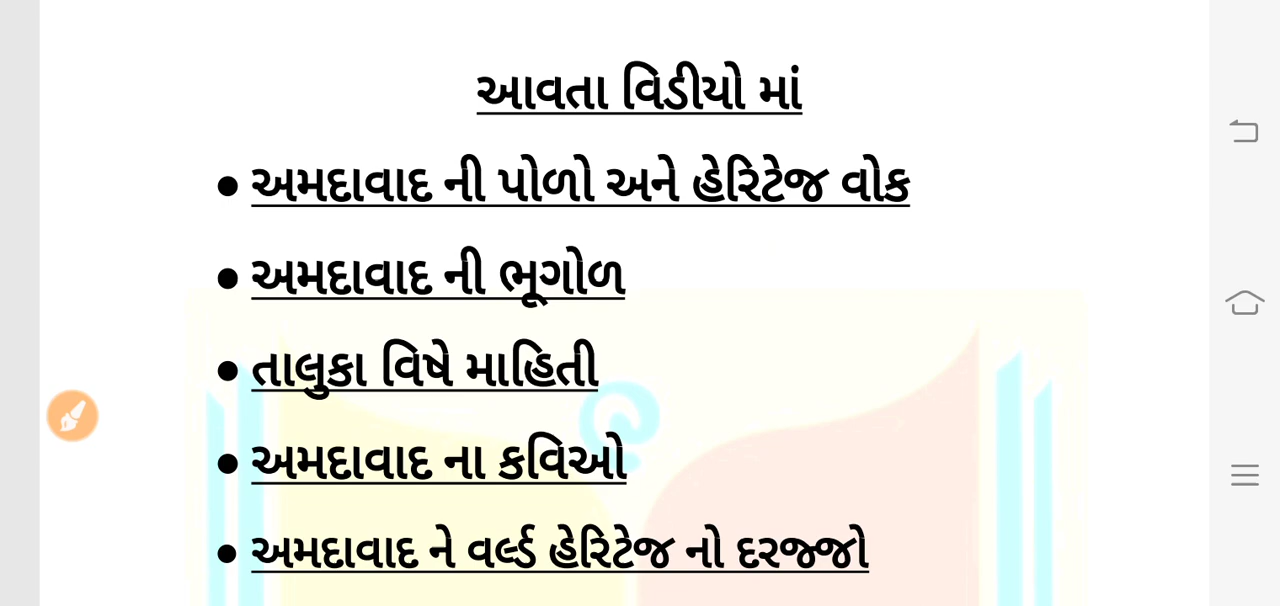 આવતા વિડીયો માં
• અમદાવાદ ની પોળો અને હેરિટેજ વોક
• અમદાવાદ ની ભૂગોળ
• તાલુકા વિષે માહિતી
• અમદાવાદ ના કવિઓ
• અમદાવાદ ને વર્લ્ડ હેરિટેજ નો દરજ્જો